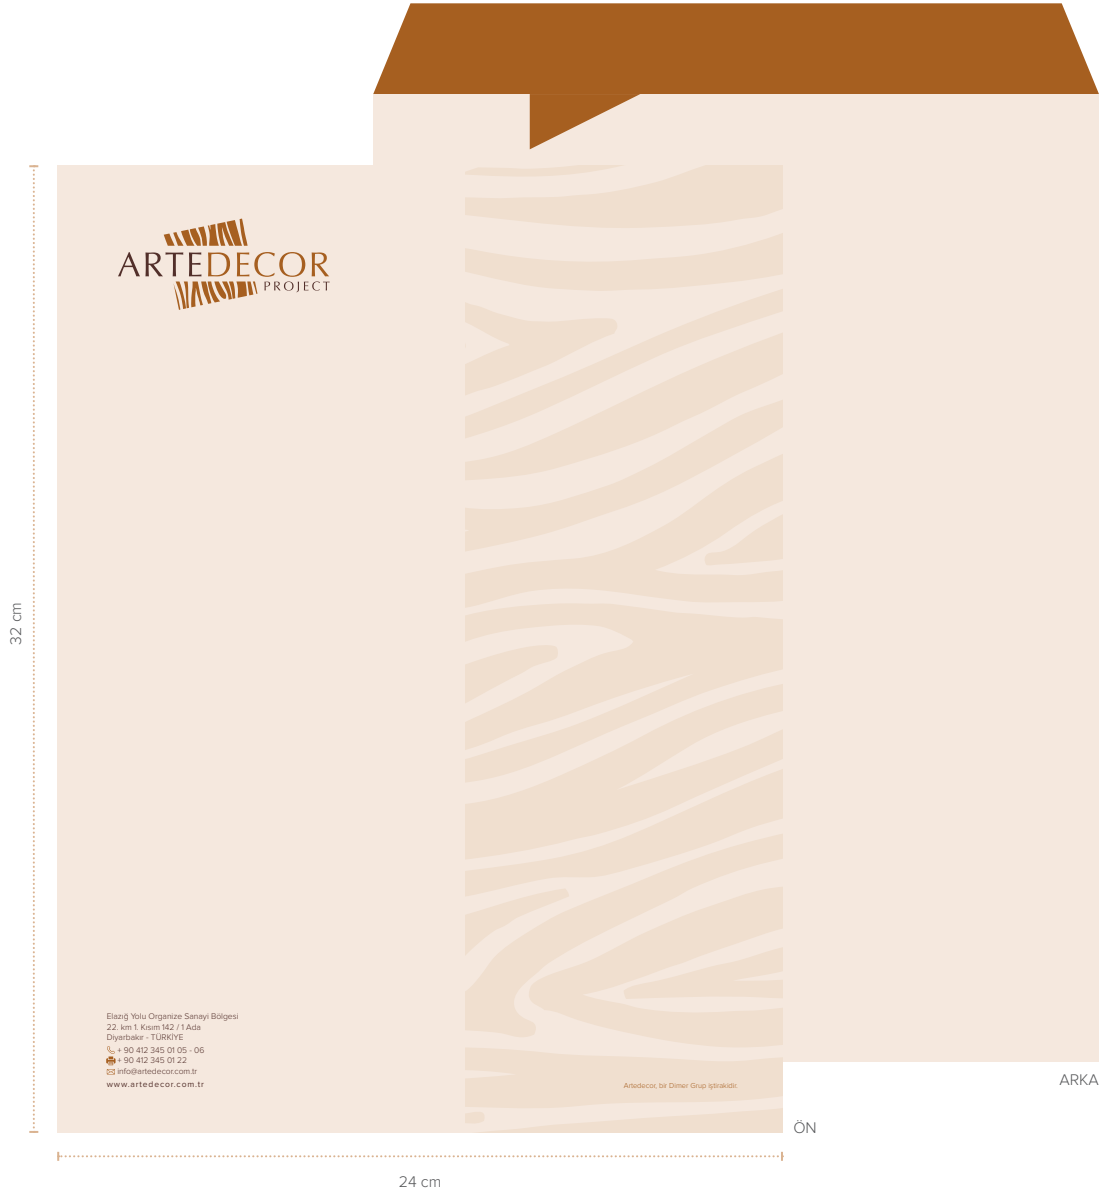 ARTEDECOR
PROJECT
32 cm
Elazığ Yolu Organize Sanayi Bölgesi
22. km 1. Kısım 142 / 1 Ada
Diyarbakır - TÜRKİYE
+ 90 412 345 01 05 - 06
+ 90 412 345 01 22
info@artedecor.com.tr
www.artedecor.com.tr
Artedecor, bir Dimer Grup iştirakidir.
ARKA
ÖN
24 cm